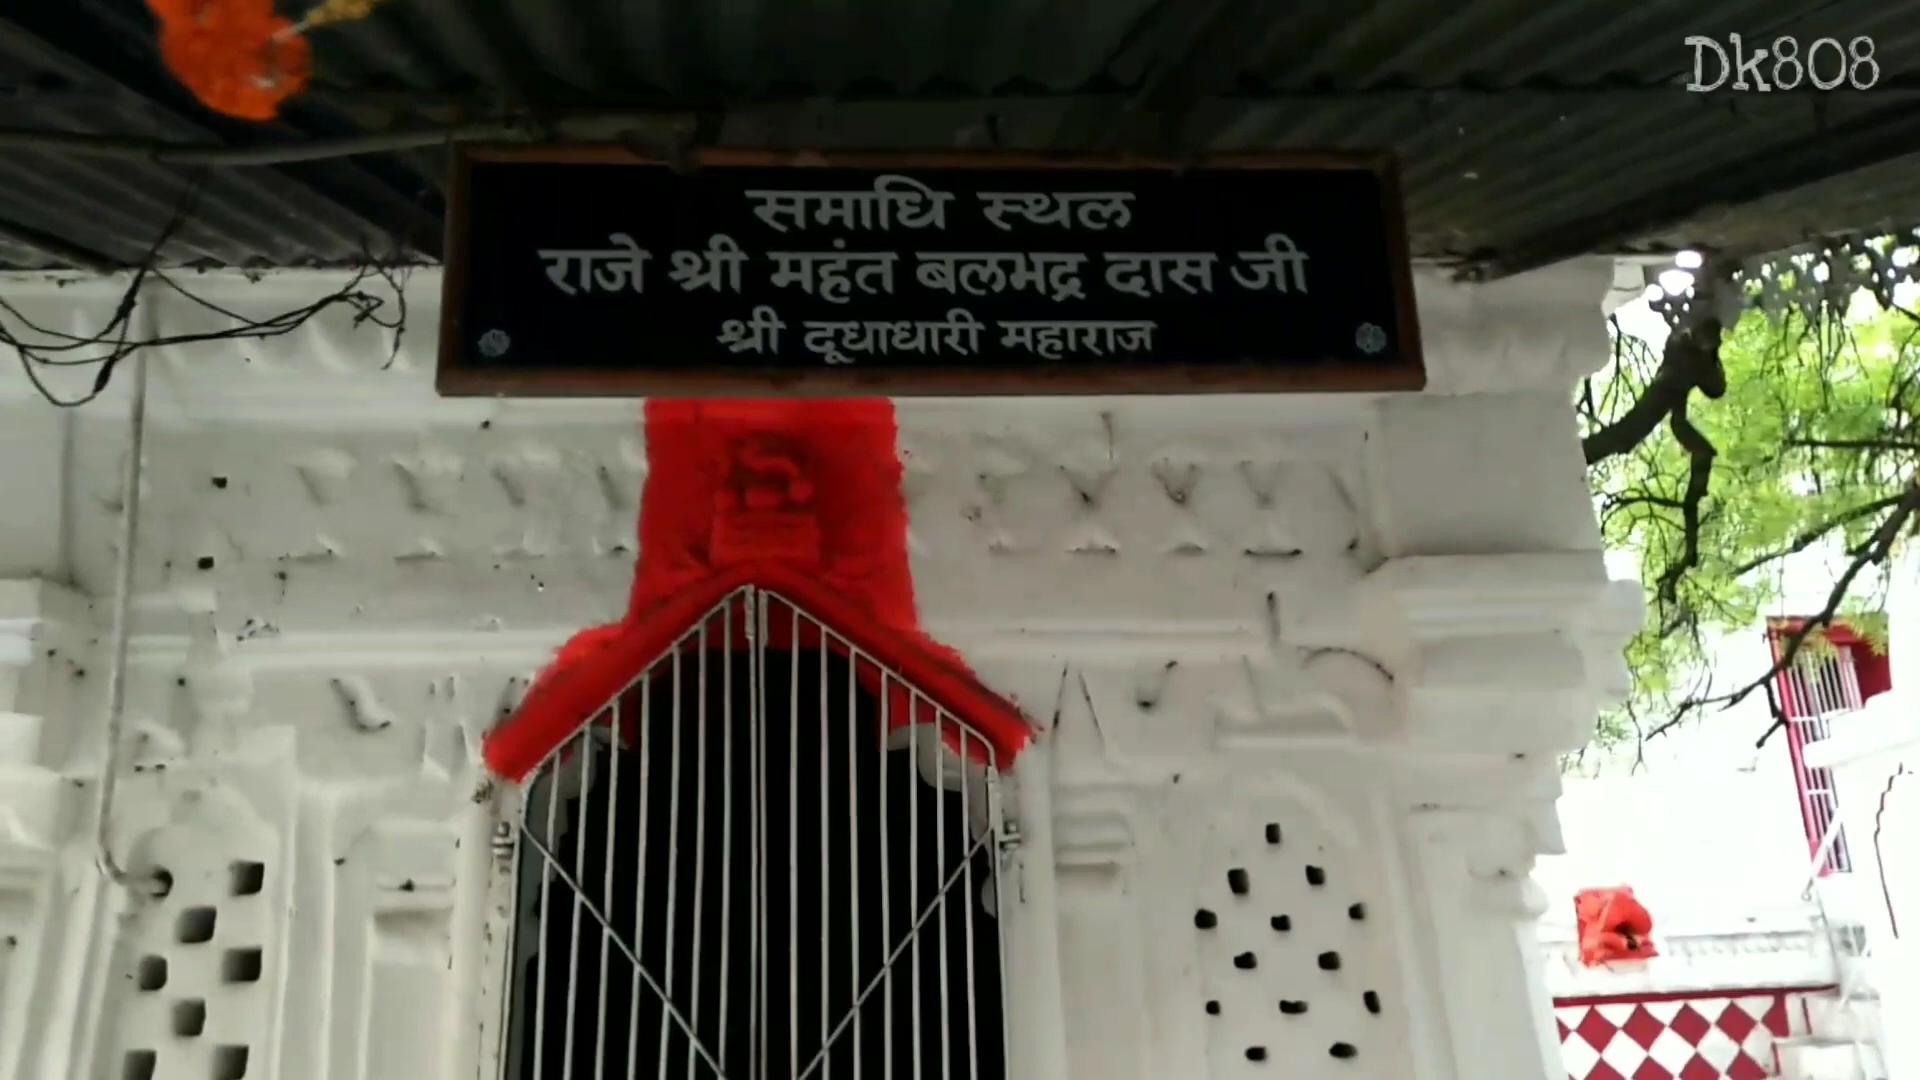 Dk808
समाधि स्थल
राजे श्री महंत बलभद्र दास जी
श्री दूधाधारी महाराज